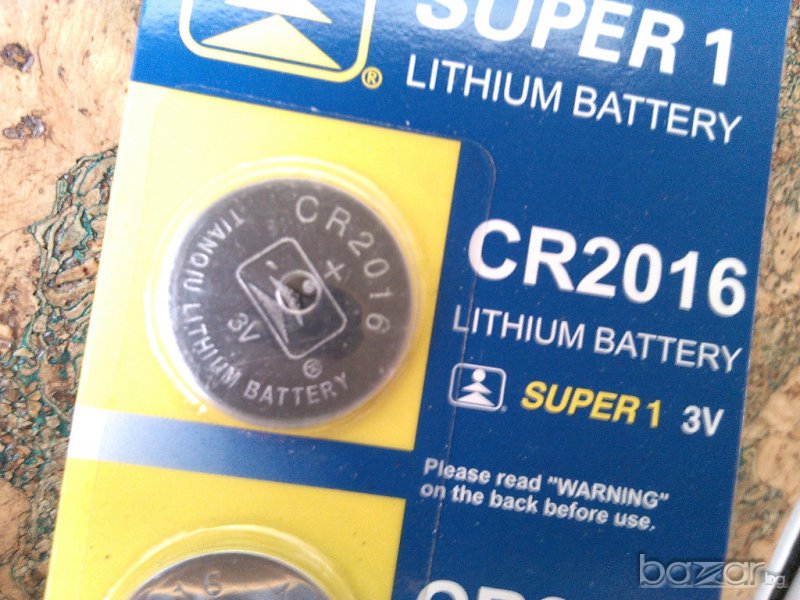 SUPER 1
®
LITHIUM BATTERY
CR2016
+
TIANQIU LITHIUM BATTERY
3V
®
CR2016
LITHIUM BATTERY
SUPER 1 3V
Please read "WARNING"
on the back before use.
bazar.bg